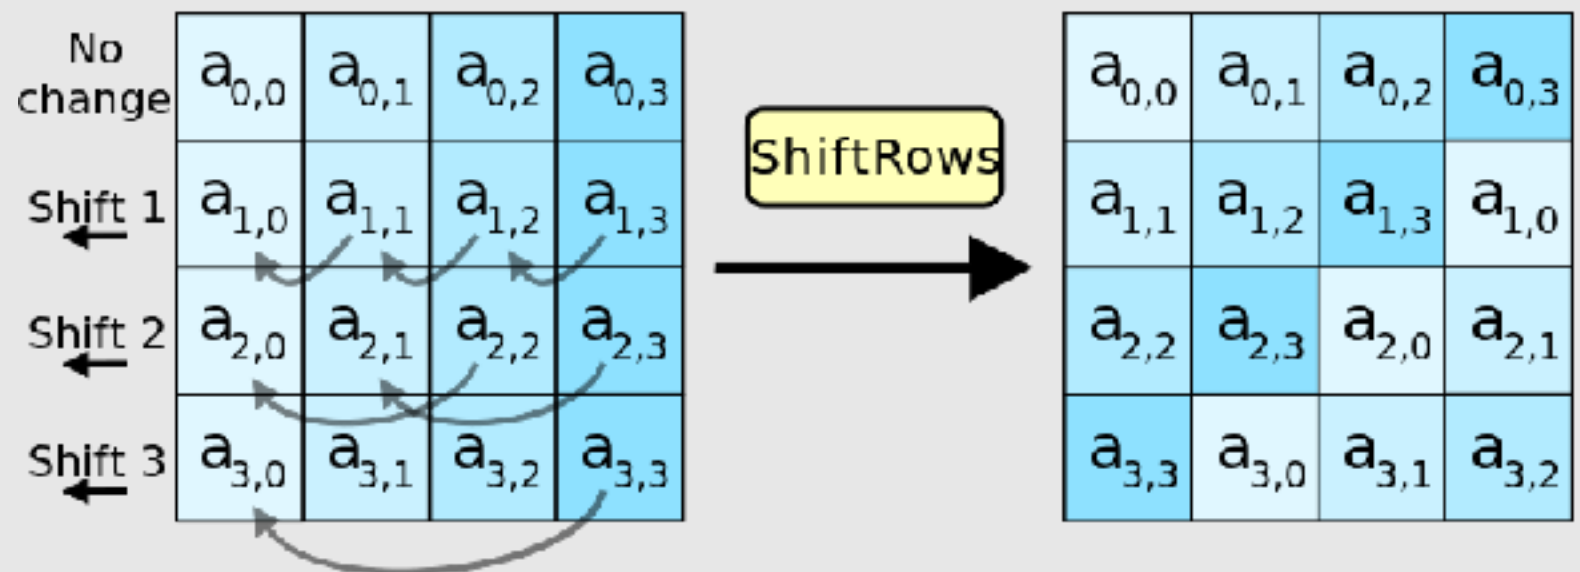 No
change
a0,0 a0,1 a0,2 a0,3
Shift 1
a1,0 a1,1 a1,2 a1,3
Shift 2
a2,0 a2,1 a2,2 a2,3
Shift 3
a3,0 a3,1 a3,2 a3,3
ShiftRows
a0,0 a0,1 a0,2 a0,3
a1,1 a1,2 a1,3 a1,0
a2,2 a2,3 a2,0 a2,1
a3,3 a3,0 a3,1 a3,2